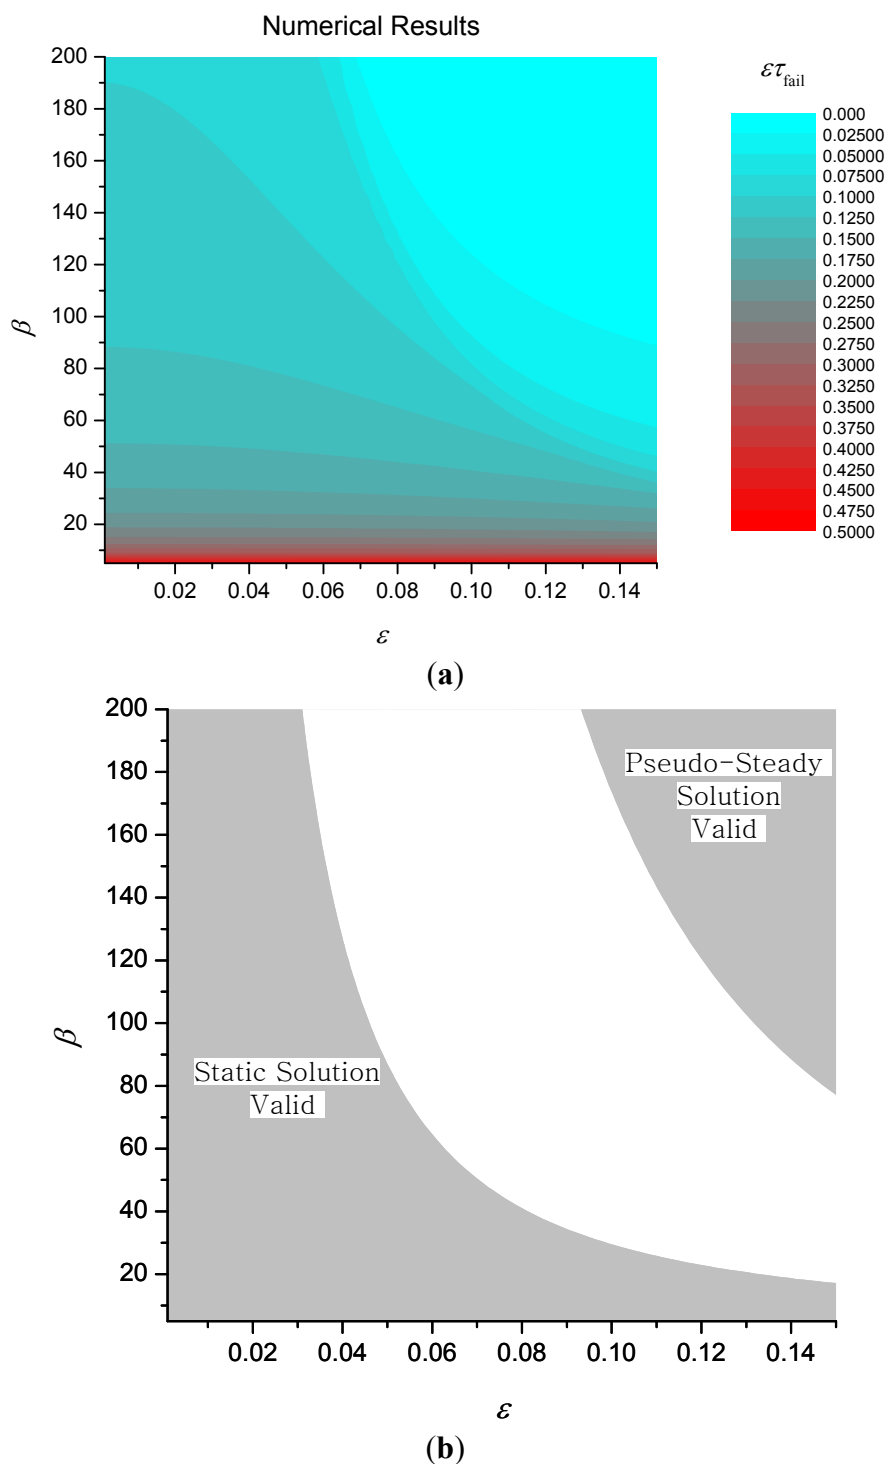 Numerical Results
200
180
160
140
120
100
80
60
40
20
β
0.02 0.04 0.06 0.08 0.10 0.12 0.14
ε
ετfail
0.000
0.02500
0.05000
0.07500
0.1000
0.1250
0.1500
0.1750
0.2000
0.2250
0.2500
0.2750
0.3000
0.3250
0.3500
0.3750
0.4000
0.4250
0.4500
0.4750
0.5000
(a)
200
180
160
140
120
100
80
60
40
20
β
Pseudo-Steady
Solution
Valid
Static Solution
Valid
0.02 0.04 0.06 0.08 0.10 0.12 0.14
ε
(b)